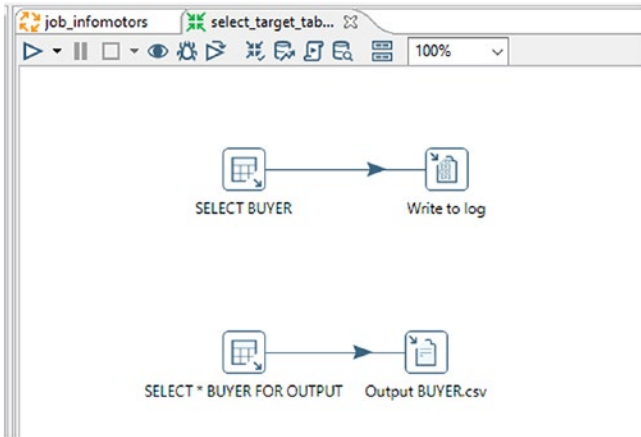 job_infomotors
select_target_tab...
100%
SELECT BUYER
Write to log
SELECT * BUYER FOR OUTPUT
Output BUYER.csv